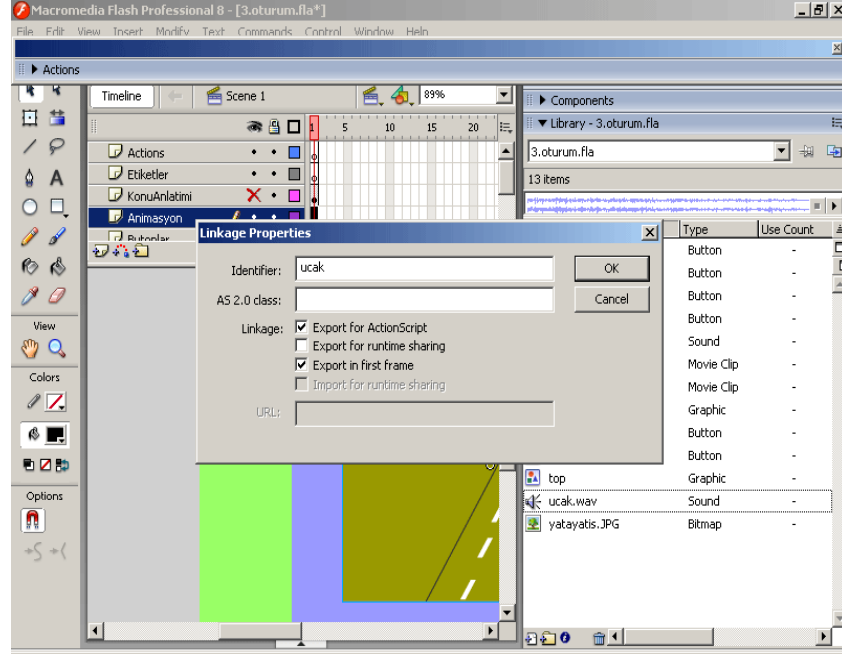 Macromedia Flash Professional 8 - [3.oturum.fla*]
File Edit View Insert Modify Text Commands Control Window Help
Actions
Timeline Scene 1 89%
Components
Library - 3.oturum.fla
1 5 10 15 20
3.oturum.fla
Actions
Etiketler
13 items
KonuAnlatimi
Animasyon
Butonlar
Linkage Properties
Type Use Count
Identifier: ucak OK
AS 2.0 class: Cancel
Linkage: Export for ActionScript
Export for runtime sharing
Export in first frame
Import for runtime sharing
URL:
Button -
Button -
Button -
Button -
Sound -
Movie Clip -
Movie Clip -
Graphic -
Button -
Button -
top Graphic -
ucak.wav Sound -
yatayatis.JPG Bitmap -
View
Colors
Options
A